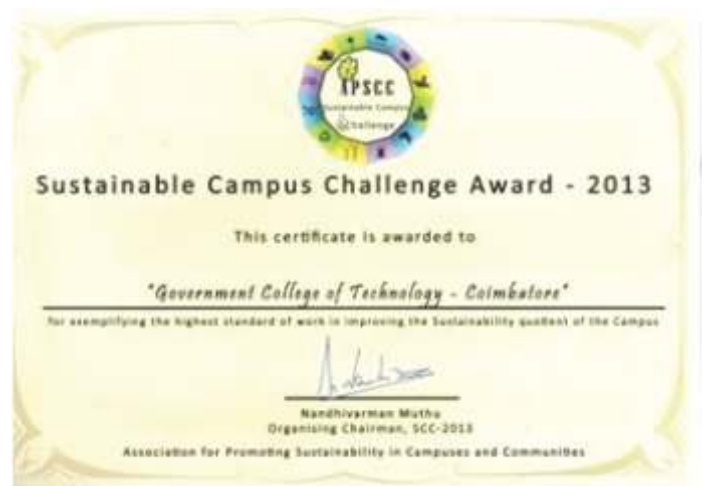 APSCC
Sustainable Campus
Challenge
Sustainable Campus Challenge Award - 2013
This certificate is awarded to
"Government College of Technology - Coimbatore"
for exemplifying the highest standard of work in improving the Sustainability quotient of the Campus
Nandhivarman Muthu
Organising Chairman, SCC-2013
Association for Promoting Sustainability in Campuses and Communities